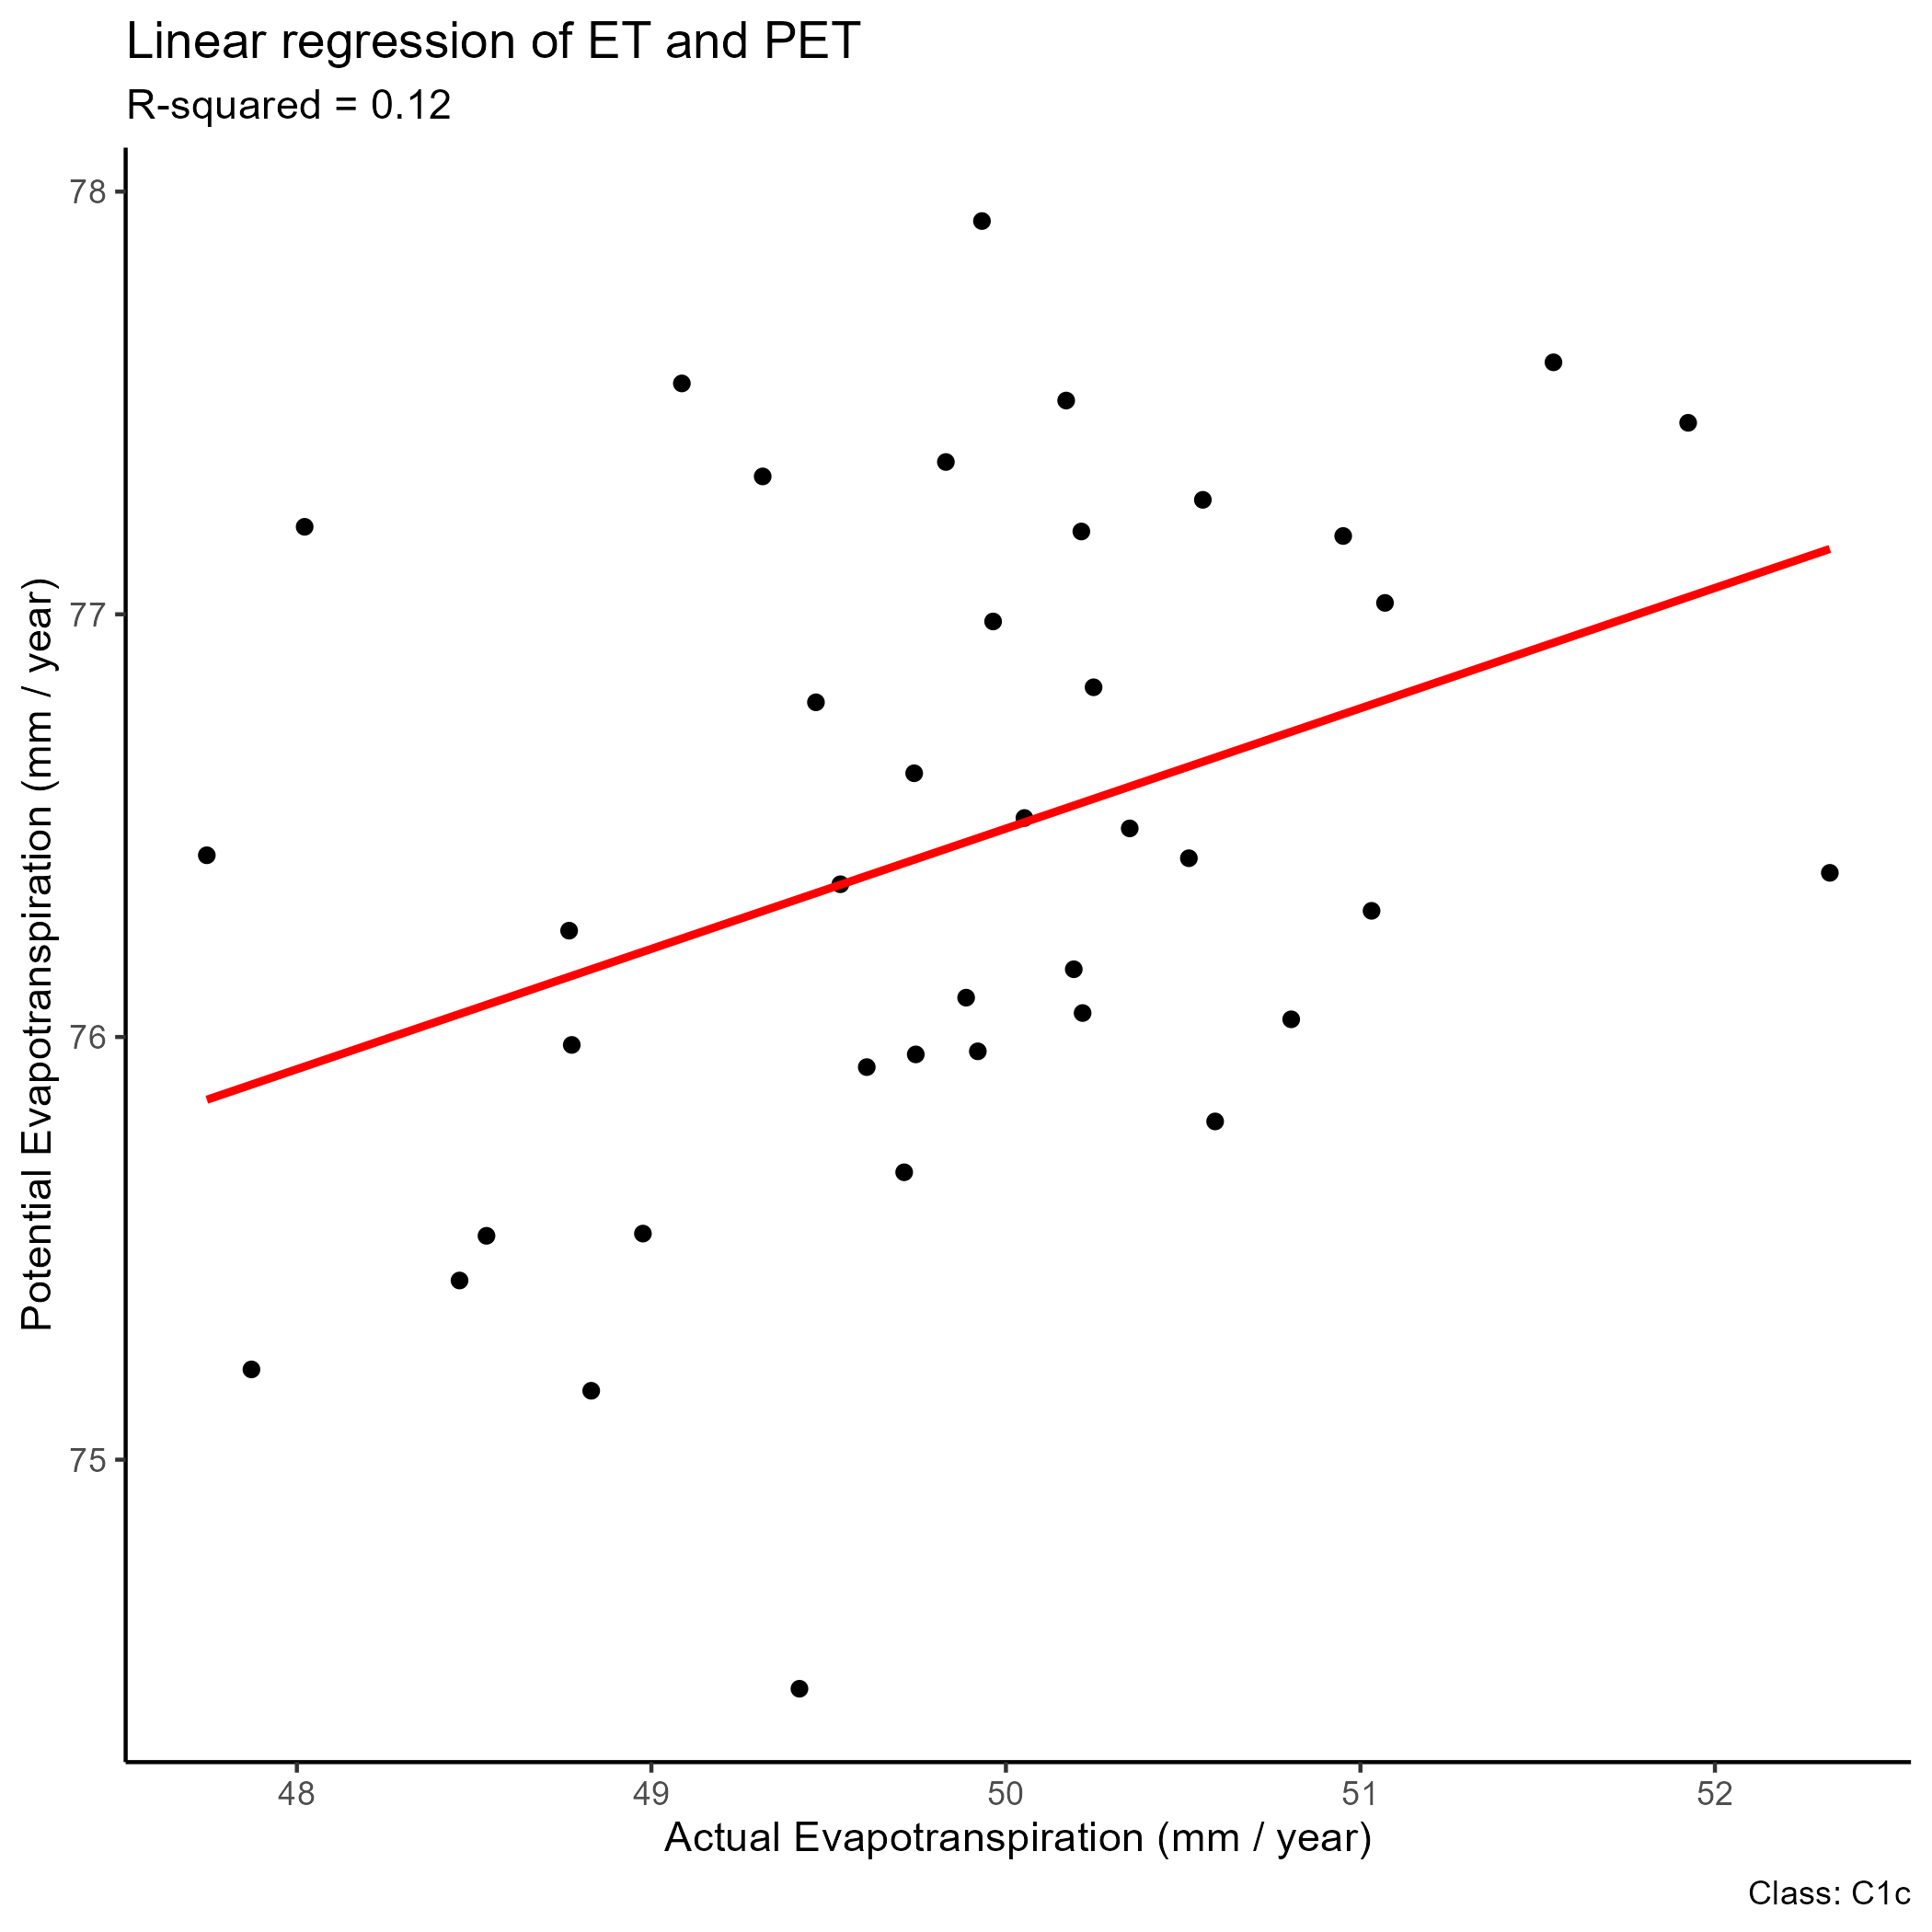 Linear regression of ET and PET
R-squared = 0.12
78
77
76
75
Potential Evapotranspiration (mm / year)
48 49 50 51 52
Actual Evapotranspiration (mm / year)
Class: C1c